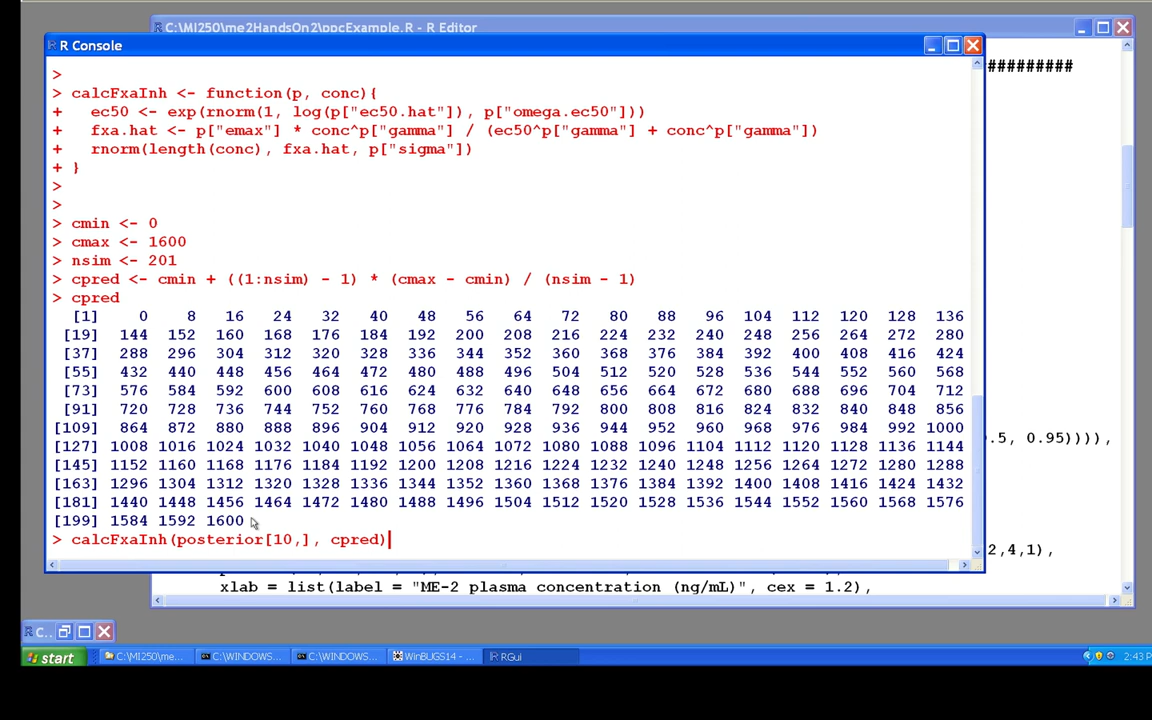 C:\MI250\me2HandsOn2\ppcExample.R - R Editor
R Console
#########
>
> calcFxaInh <- function(p, conc){
+   ec50 <- exp(rnorm(1, log(p["ec50.hat"]), p["omega.ec50"]))
+   fxa.hat <- p["emax"] * conc^p["gamma"] / (ec50^p["gamma"] + conc^p["gamma"])
+   rnorm(length(conc), fxa.hat, p["sigma"])
+ }
>
>
> cmin <- 0
> cmax <- 1600
> nsim <- 201
> cpred <- cmin + ((1:nsim) - 1) * (cmax - cmin) / (nsim - 1)
> cpred
[1] 0 8 16 24 32 40 48 56 64 72 80 88 96 104 112 120 128 136
[19] 144 152 160 168 176 184 192 200 208 216 224 232 240 248 256 264 272 280
[37] 288 296 304 312 320 328 336 344 352 360 368 376 384 392 400 408 416 424
[55] 432 440 448 456 464 472 480 488 496 504 512 520 528 536 544 552 560 568
[73] 576 584 592 600 608 616 624 632 640 648 656 664 672 680 688 696 704 712
[91] 720 728 736 744 752 760 768 776 784 792 800 808 816 824 832 840 848 856
[109] 864 872 880 888 896 904 912 920 928 936 944 952 960 968 976 984 992 1000
[127] 1008 1016 1024 1032 1040 1048 1056 1064 1072 1080 1088 1096 1104 1112 1120 1128 1136 1144
.5, 0.95)))),
[145] 1152 1160 1168 1176 1184 1192 1200 1208 1216 1224 1232 1240 1248 1256 1264 1272 1280 1288
[163] 1296 1304 1312 1320 1328 1336 1344 1352 1360 1368 1376 1384 1392 1400 1408 1416 1424 1432
[181] 1440 1448 1456 1464 1472 1480 1488 1496 1504 1512 1520 1528 1536 1544 1552 1560 1568 1576
[199] 1584 1592 1600
> calcFxaInh(posterior[10,], cpred)
2,4,1),
xlab = list(label = "ME-2 plasma concentration (ng/mL)", cex = 1.2),
C..
start C:\MI250\me... C:\WINDOWS... C:\WINDOWS... WinBUGS14 - ... RGui 2:43 P